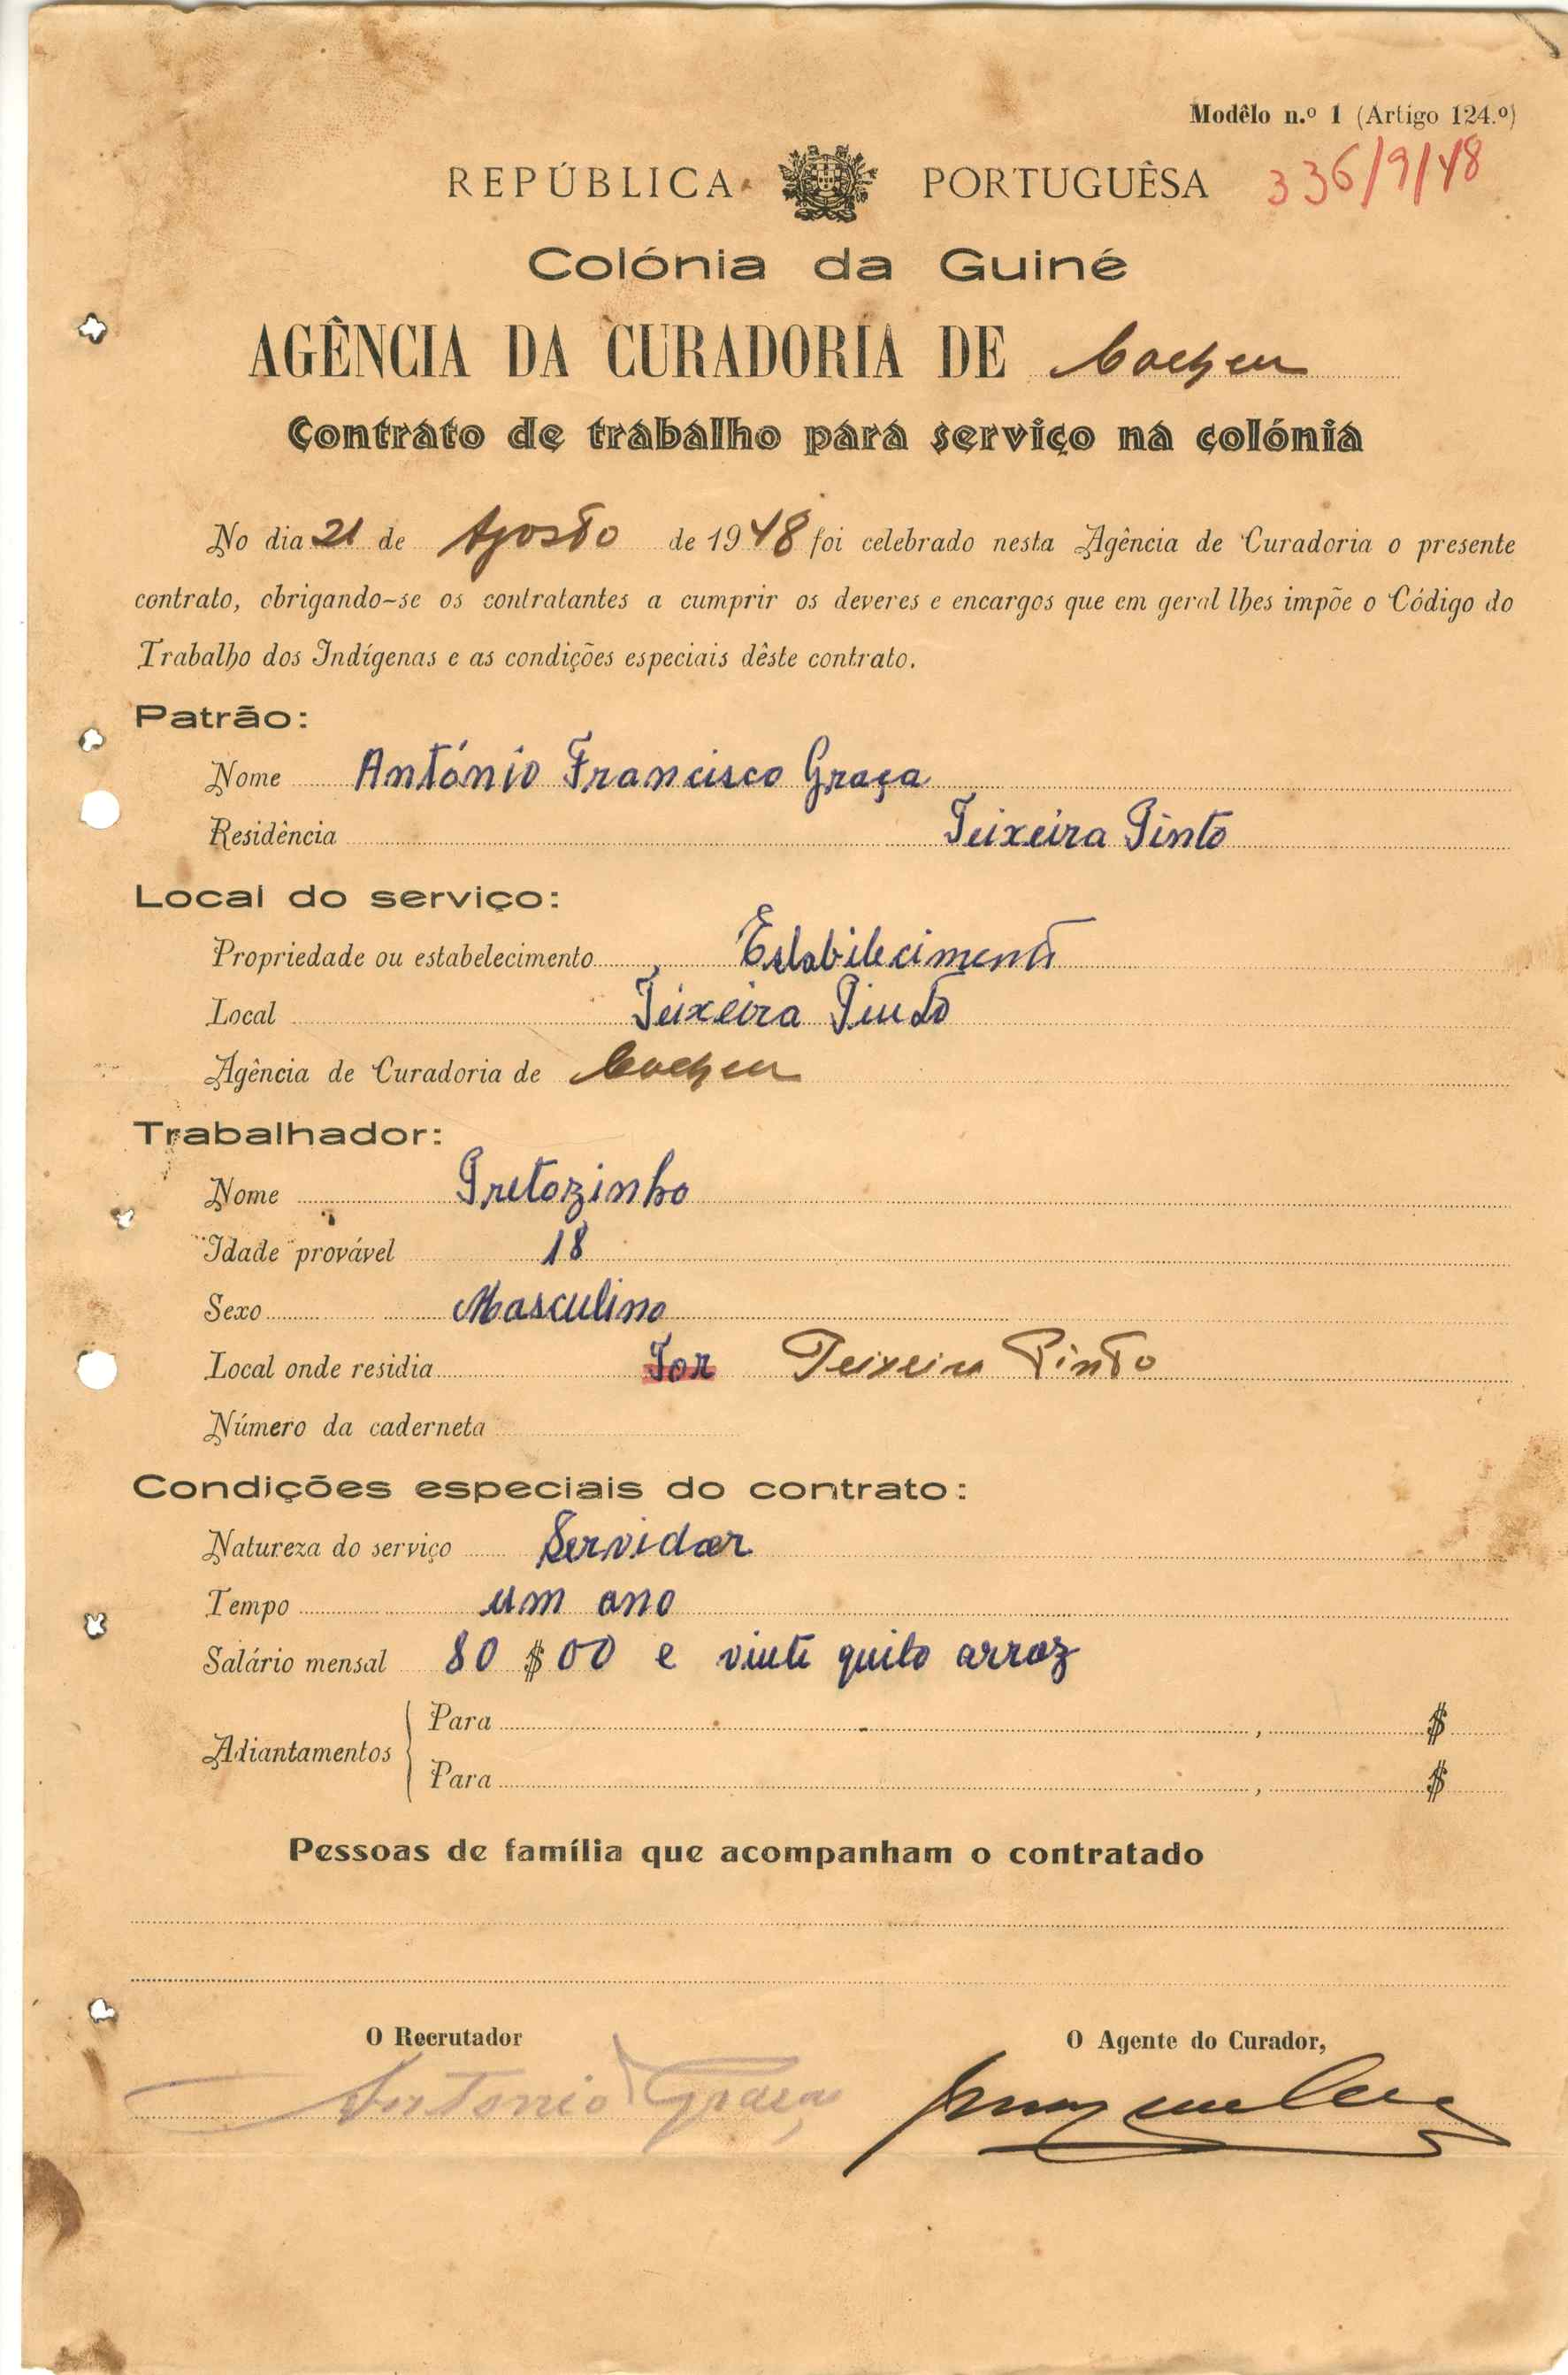 Modêlo n.º 1 (Artigo 124.º)
REPÚBLICA PORTUGUÊSA 336/9/48
Colónia da Guiné
AGÊNCIA DA CURADORIA DE Cacheu
Contrato de trabalho para serviço na colónia
No dia 21 de Agosto de 1948 foi celebrado nesta Agência de Curadoria o presente
contrato, obrigando-se os contratantes a cumprir os deveres e encargos que em geral lhes impõe o Código do
Trabalho dos Indígenas e as condições especiais dêste contrato.
Patrão:
Nome António Francisco Graça
Residência Teixeira Pinto
Local do serviço:
Propriedade ou estabelecimento Estabilecimento
Local Teixeira Pinto
Agência de Curadoria de Cacheu
Trabalhador:
Nome Pretozinho
Idade provável 18
Sexo Masculino
Local onde residia Tor Teixeira Pinto
Número da caderneta
Condições especiais do contrato:
Natureza do serviço Servidor
Tempo um ano
Salário mensal 80$00 e vinte quilo arroz
Adiantamentos { Para , $
Para , $
Pessoas de família que acompanham o contratado
O Recrutador O Agente do Curador,
Antonio Graça